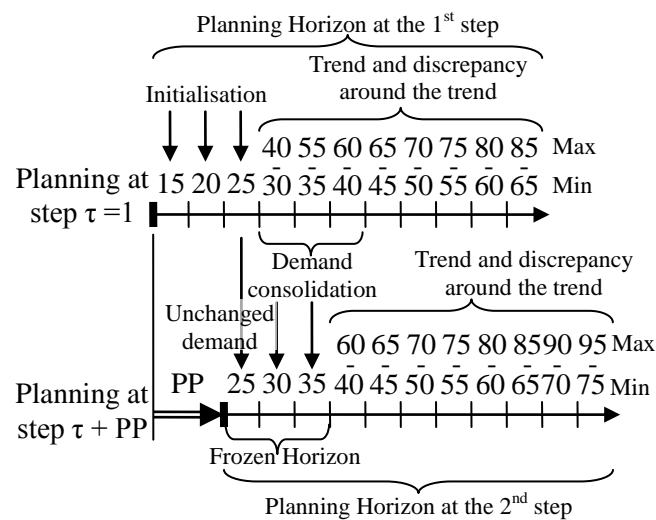 Planning Horizon at the 1st step
Trend and discrepancy
around the trend
Initialisation
40 55 60 65 70 75 80 85 Max
- - - - - - - -
Planning at
step τ =1
15 20 25 30 35 40 45 50 55 60 65 Min
Demand
consolidation
Unchanged
demand
Trend and discrepancy
around the trend
60 65 70 75 80 85 90 95 Max
- - - - - - - -
Planning at
step τ + PP
PP
25 30 35 40 45 50 55 60 65 70 75 Min
Frozen Horizon
Planning Horizon at the 2nd step